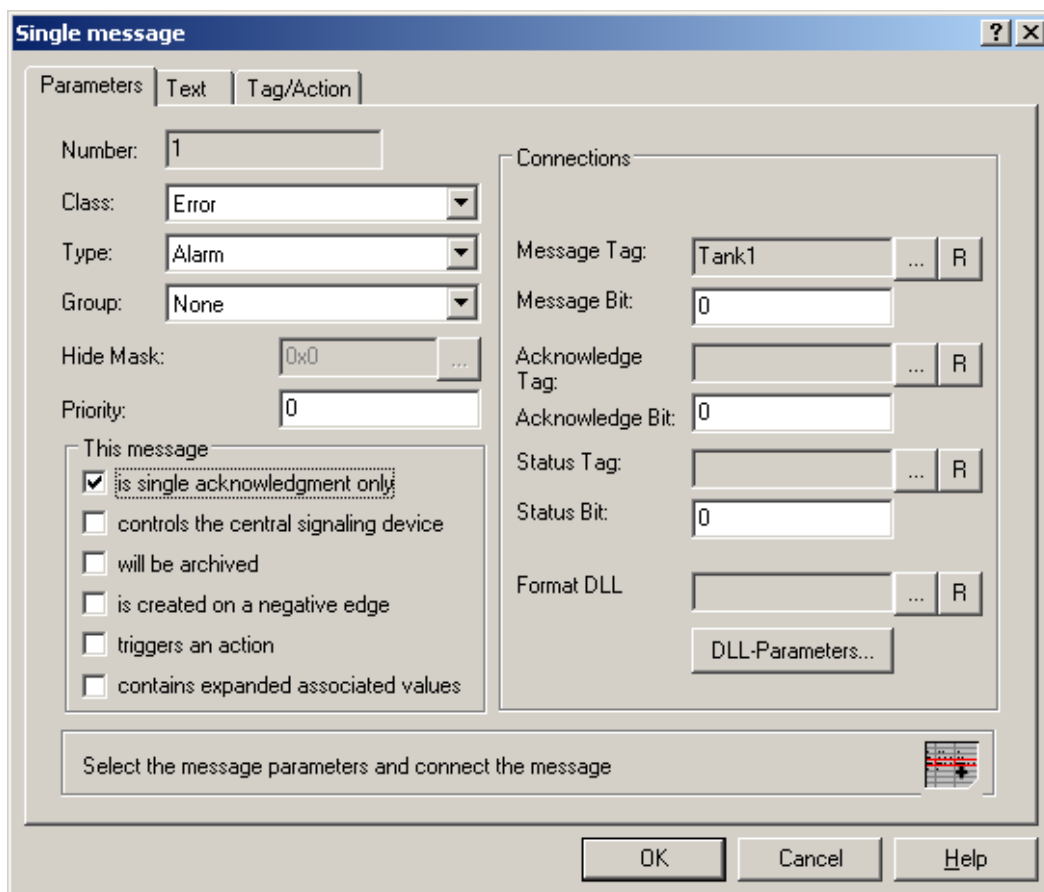 Single message
Parameters
Text
Tag/Action
Number:
1
Class:
Error
Type:
Alarm
Group:
None
Hide Mask:
0x0
...
Priority:
0
This message
is single acknowledgment only
controls the central signaling device
will be archived
is created on a negative edge
triggers an action
contains expanded associated values
Connections
Message Tag:
Tank1
...
R
Message Bit:
0
Acknowledge
Tag:
...
R
Acknowledge Bit:
0
Status Tag:
...
R
Status Bit:
0
Format DLL
...
R
DLL-Parameters...
Select the message parameters and connect the message
OK
Cancel
Help